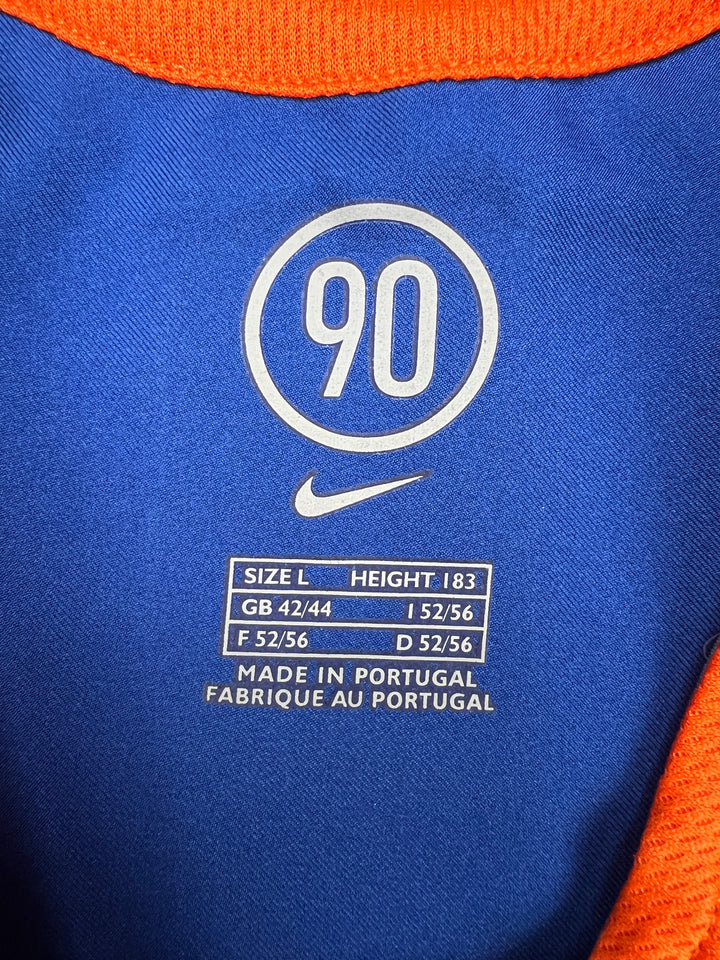 90
SIZE L HEIGHT 183
GB 42/44 I 52/56
F 52/56 D 52/56
MADE IN PORTUGAL
FABRIQUE AU PORTUGAL